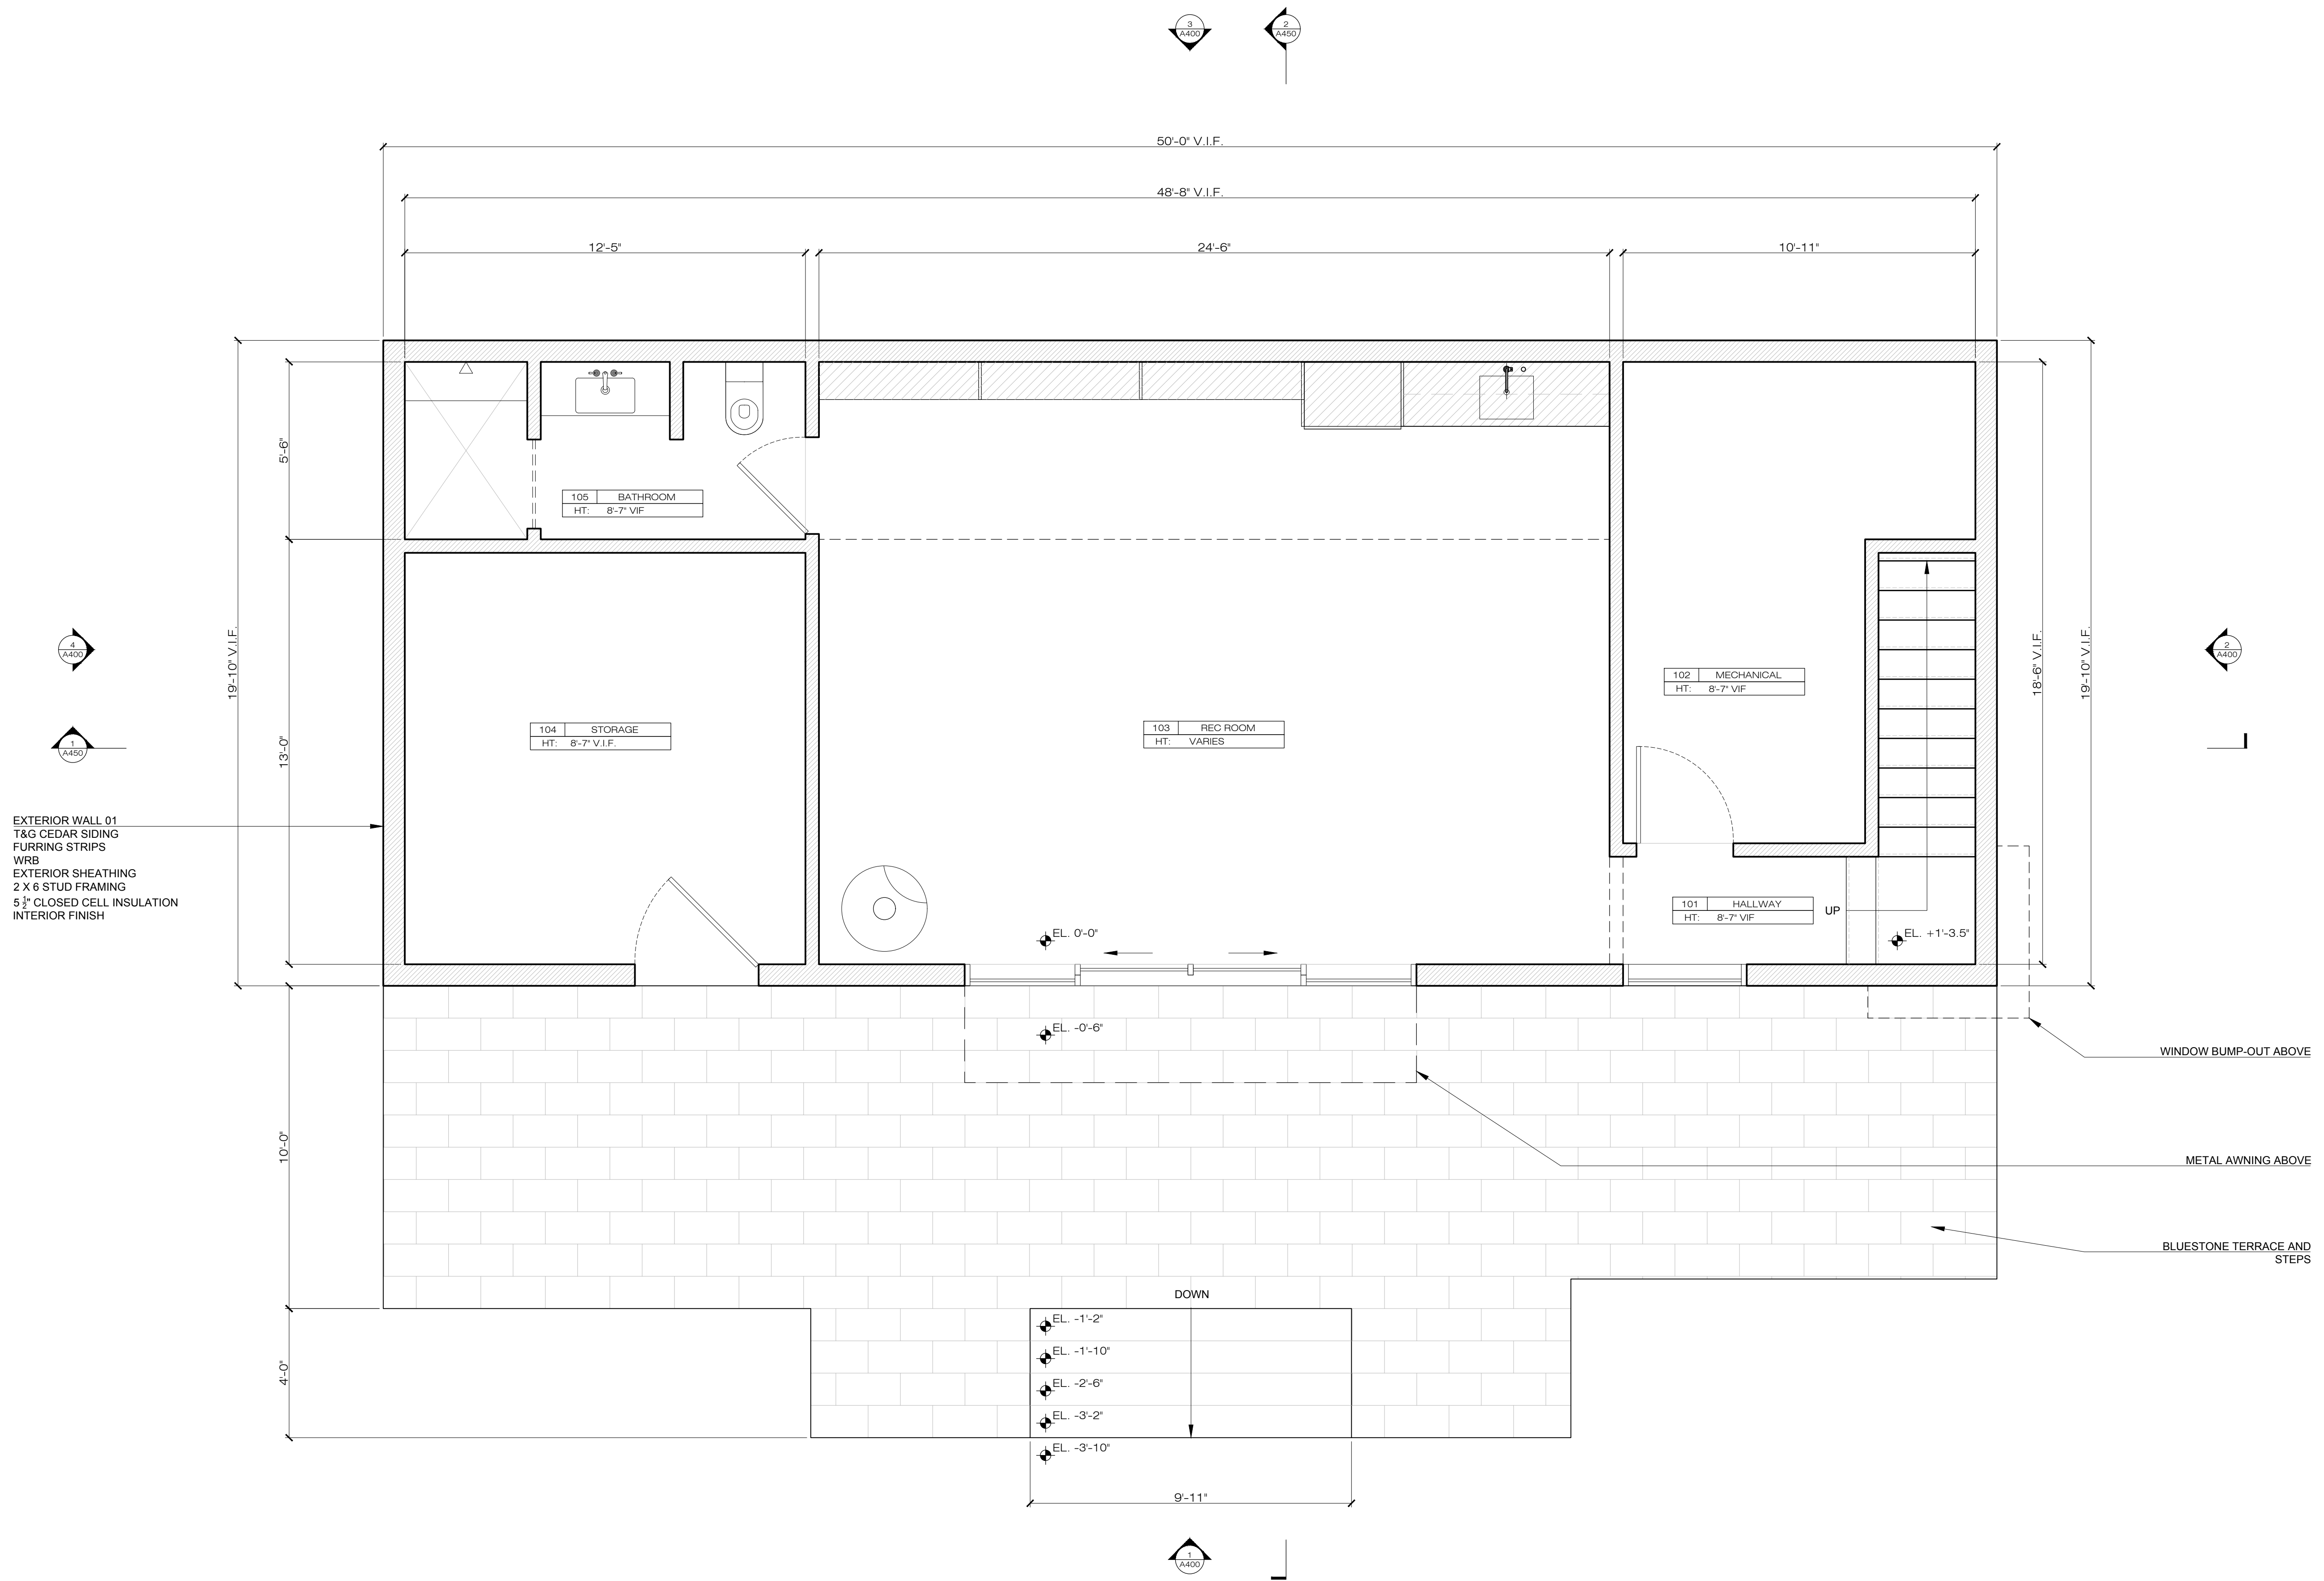 3
A400
2
A450
50'-0" V.I.F.
48'-8" V.I.F.
12'-5"
24'-6"
10'-11"
5'-6"
105 BATHROOM
HT: 8'-7" VIF
19'-10" V.I.F.
18'-6" V.I.F.
19'-10" V.I.F.
4
A400
2
A400
102 MECHANICAL
HT: 8'-7" VIF
104 STORAGE
HT: 8'-7" V.I.F.
103 REC ROOM
HT: VARIES
1
A450
13'-0"
EXTERIOR WALL 01
T&G CEDAR SIDING
FURRING STRIPS
WRB
EXTERIOR SHEATHING
2 X 6 STUD FRAMING
5 1/2" CLOSED CELL INSULATION
INTERIOR FINISH
101 HALLWAY
HT: 8'-7" VIF
UP
EL. 0'-0"
EL. +1'-3.5"
EL. -0'-6"
WINDOW BUMP-OUT ABOVE
10'-0"
METAL AWNING ABOVE
BLUESTONE TERRACE AND
STEPS
DOWN
EL. -1'-2"
EL. -1'-10"
4'-0"
EL. -2'-6"
EL. -3'-2"
EL. -3'-10"
9'-11"
1
A400